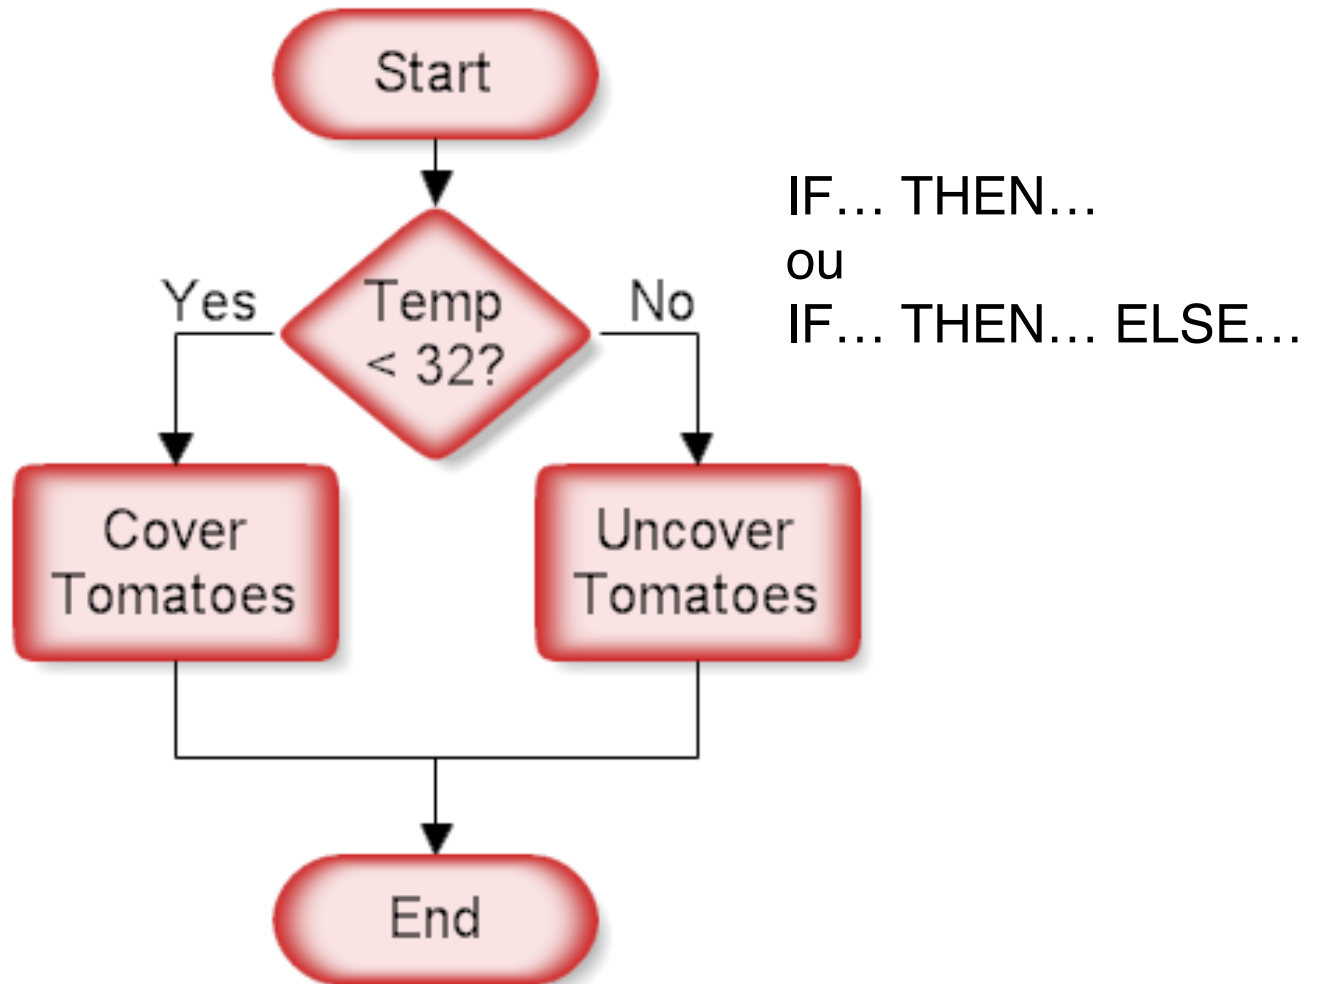 Start
IF… THEN…
ou
IF… THEN… ELSE…
Yes
Temp
< 32?
No
Cover
Tomatoes
Uncover
Tomatoes
End